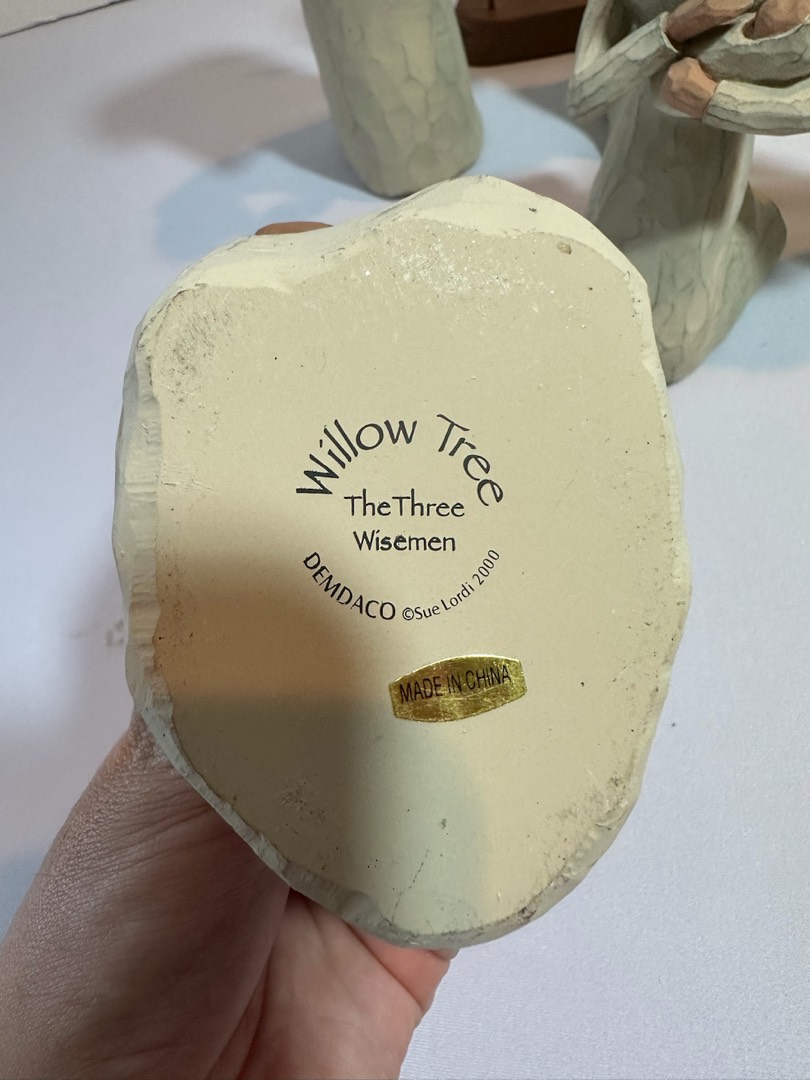 Willow Tree
The Three
Wisemen
DEMDACO ©Sue Lordi 2000
MADE IN CHINA